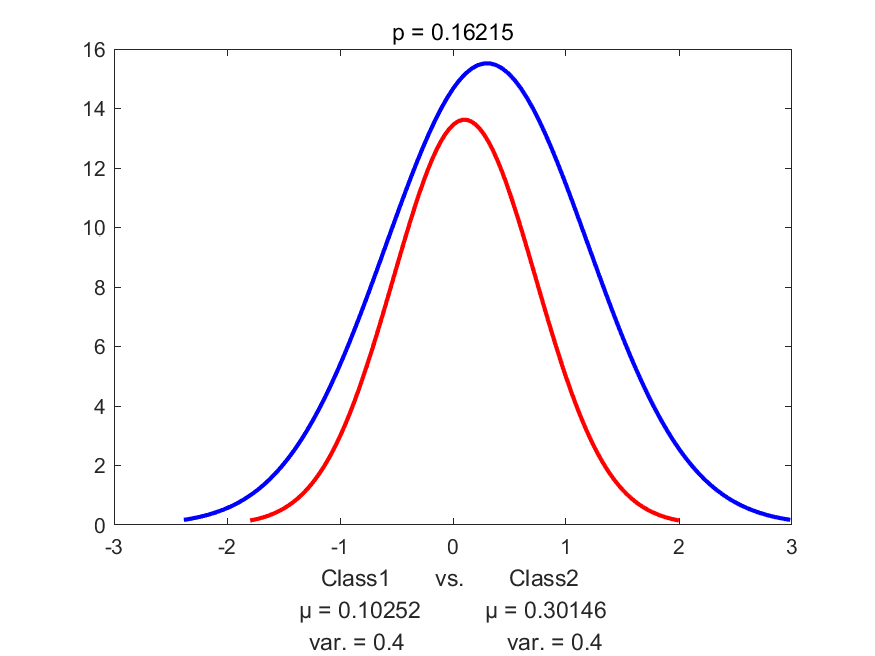 p = 0.16215
16
14
12
10
8
6
4
2
0
-3 -2 -1 0 1 2 3
Class1 vs. Class2
μ = 0.10252 μ = 0.30146
var. = 0.4 var. = 0.4